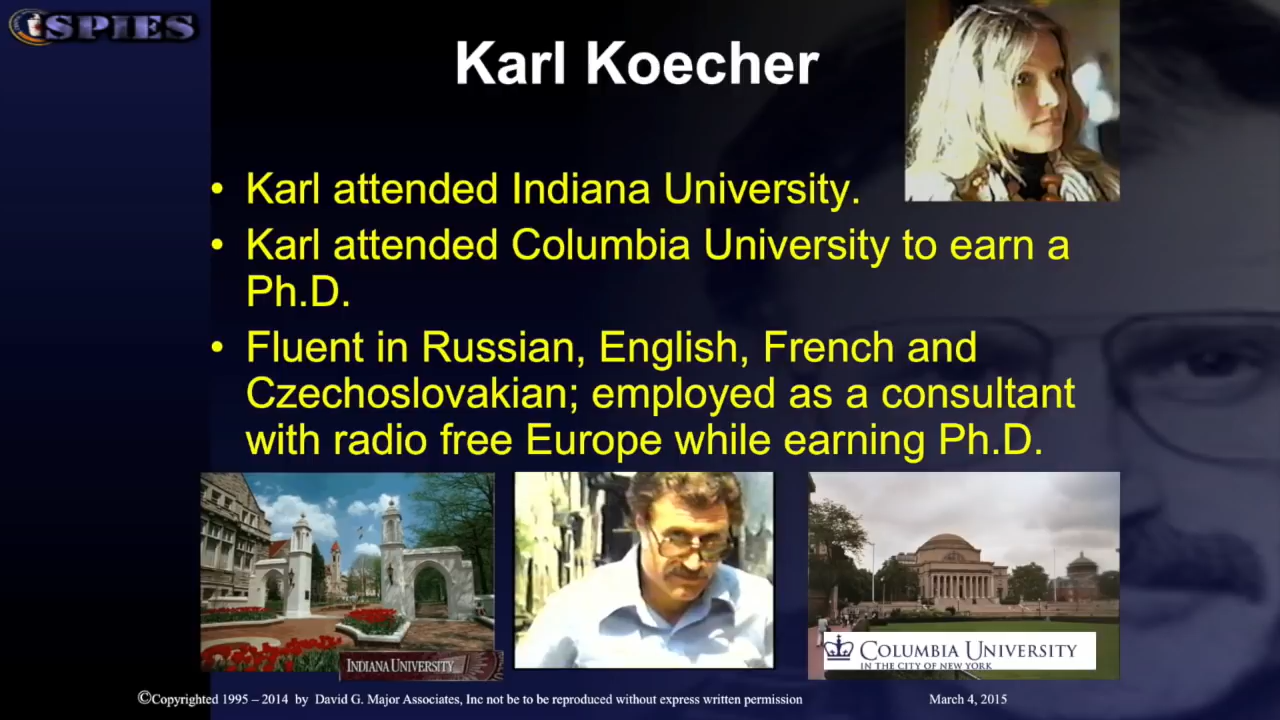 SPIES
Karl Koecher
• Karl attended Indiana University.
• Karl attended Columbia University to earn a
Ph.D.
• Fluent in Russian, English, French and
Czechoslovakian; employed as a consultant
with radio free Europe while earning Ph.D.
INDIANA UNIVERSITY
COLUMBIA UNIVERSITY
IN THE CITY OF NEW YORK
©Copyrighted 1995 – 2014 by David G. Major Associates, Inc not be to be reproduced without express written permission
March 4, 2015